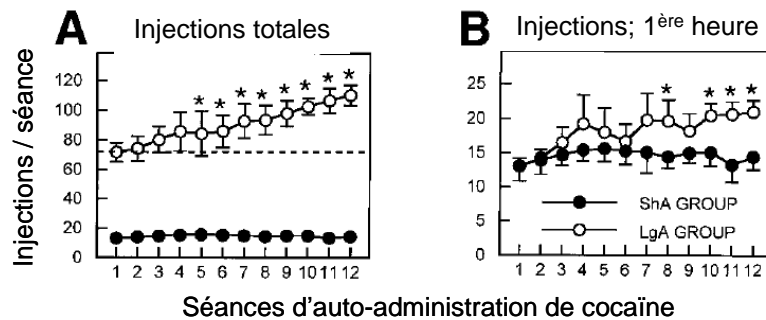 A Injections totales
Injections / séance
120
100
80
60
40
20
0
* * * * * * * *
1 2 3 4 5 6 7 8 9 10 11 12
B Injections; 1ère heure
25
20
15
10
5
0
* * * *
ShA GROUP
LgA GROUP
1 2 3 4 5 6 7 8 9 10 11 12
Séances d'auto-administration de cocaïne